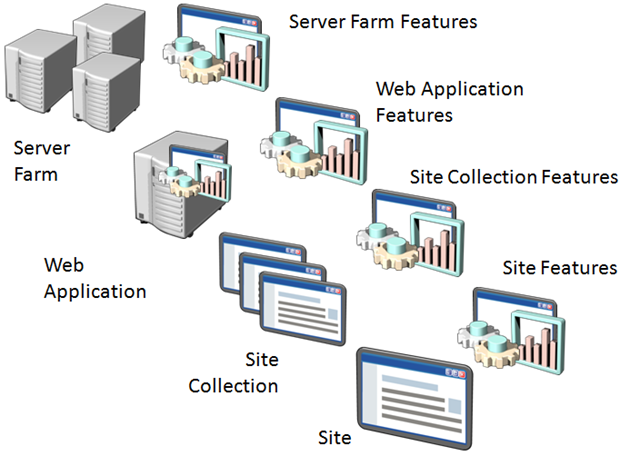 Server Farm Features
Web Application
Features
Server
Farm
Site Collection Features
Web
Application
Site Features
Site
Collection
Site